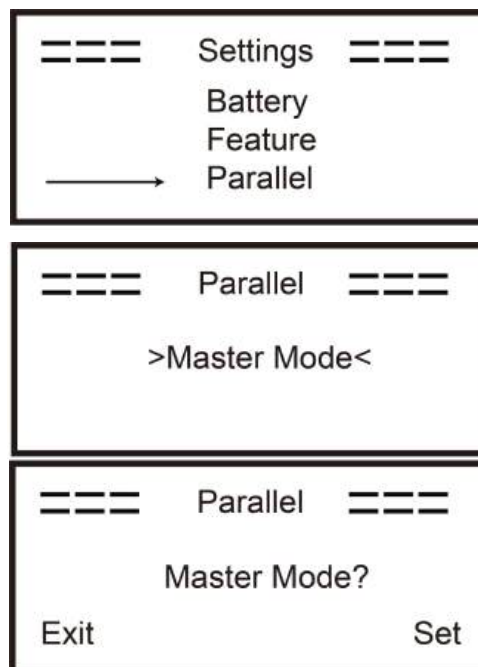 === Settings ===
Battery
Feature
Parallel
=== Parallel ===
>Master Mode<
=== Parallel ===
Master Mode?
Exit Set